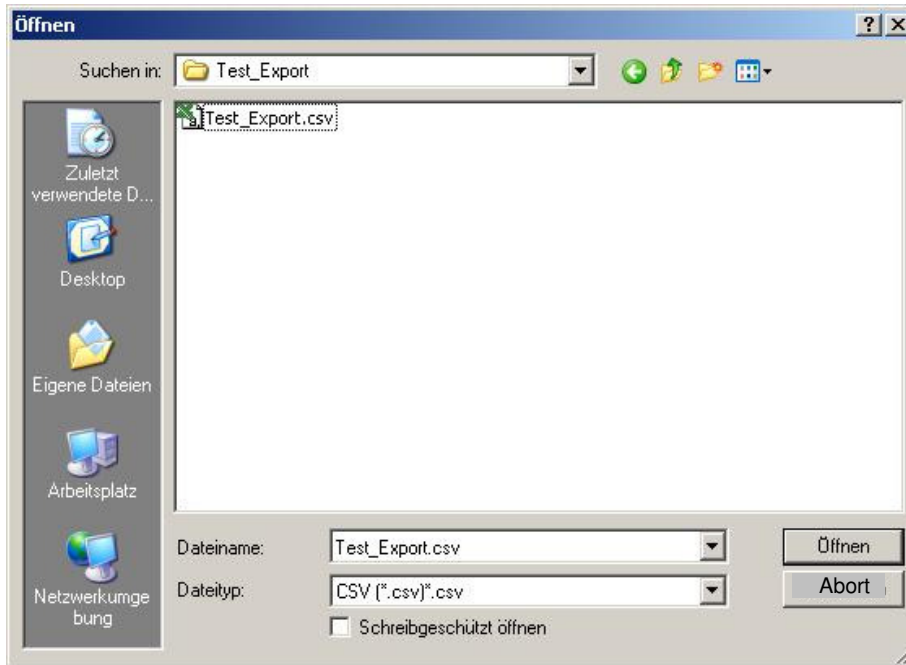 Öffnen
Suchen in: Test_Export
Test_Export.csv
Zuletzt
verwendete D...
Desktop
Eigene Dateien
Arbeitsplatz
Netzwerkumge
bung
Dateiname: Test_Export.csv Öffnen
Dateityp: CSV (*.csv)*.csv Abort
Schreibgeschützt öffnen